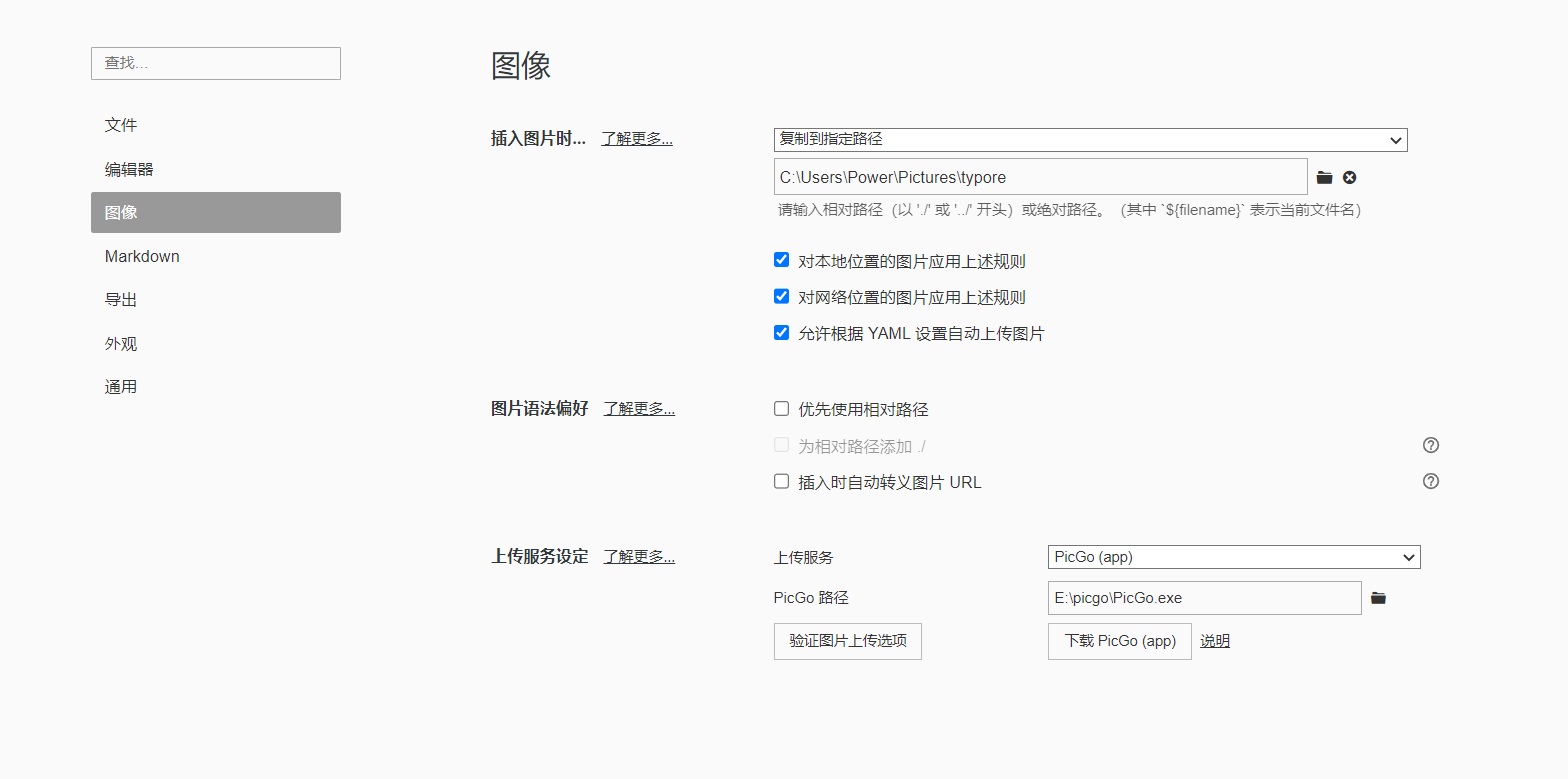 查找...
文件
编辑器
图像
Markdown
导出
外观
通用
图像
插入图片时... 了解更多...
复制到指定路径
C:\Users\Power\Pictures\typore
请输入相对路径（以 './' 或 '../' 开头）或绝对路径。（其中 `${filename}` 表示当前文件名）
对本地位置的图片应用上述规则
对网络位置的图片应用上述规则
允许根据 YAML 设置自动上传图片
图片语法偏好 了解更多...
优先使用相对路径
为相对路径添加 ./
插入时自动转义图片 URL
上传服务设定 了解更多...
上传服务 PicGo (app)
PicGo 路径 E:\picgo\PicGo.exe
验证图片上传选项 下载 PicGo (app) 说明